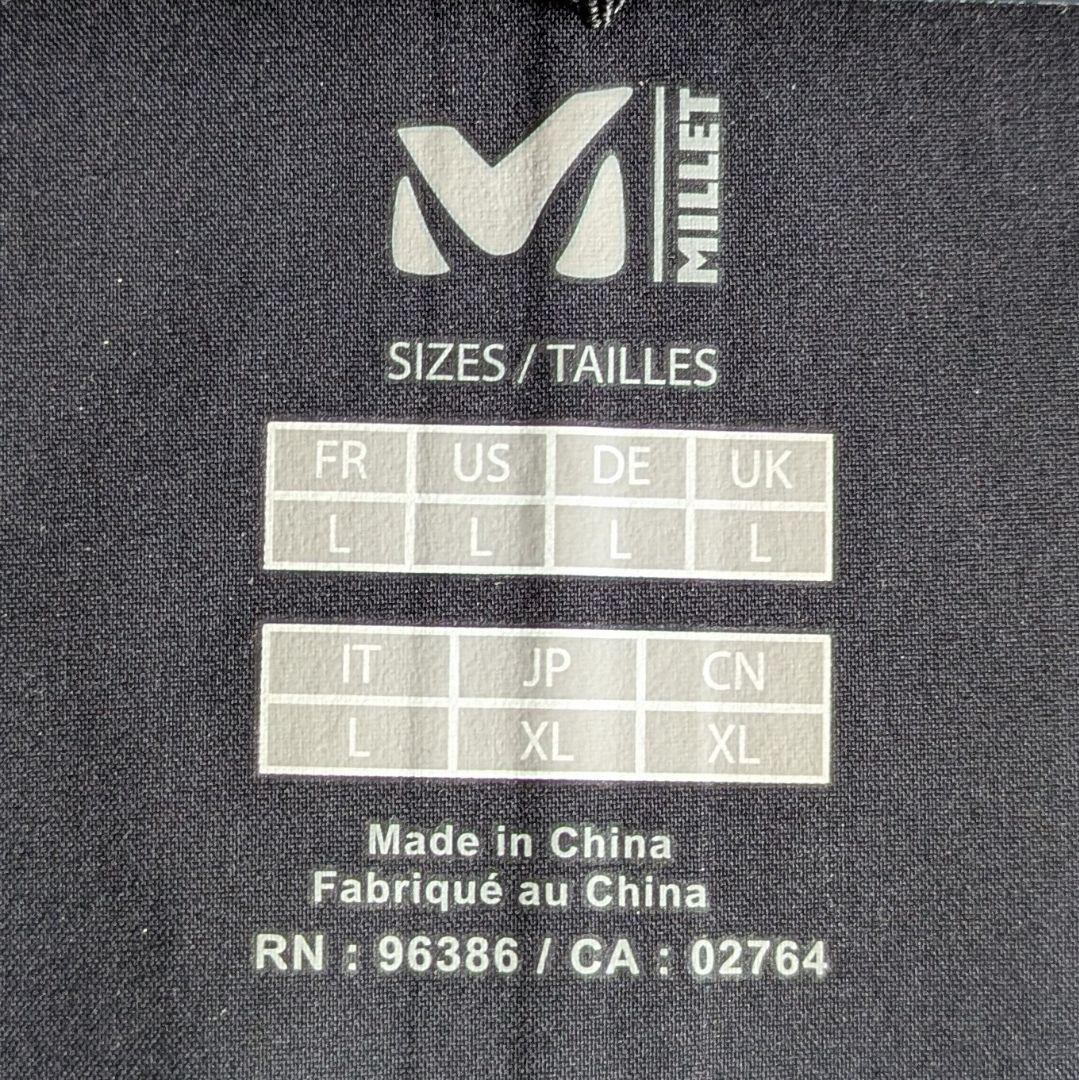 MILLET
SIZES / TAILLES
FR US DE UK
L L L L
IT JP CN
L XL XL
Made in China
Fabriqué au China
RN : 96386 / CA : 02764